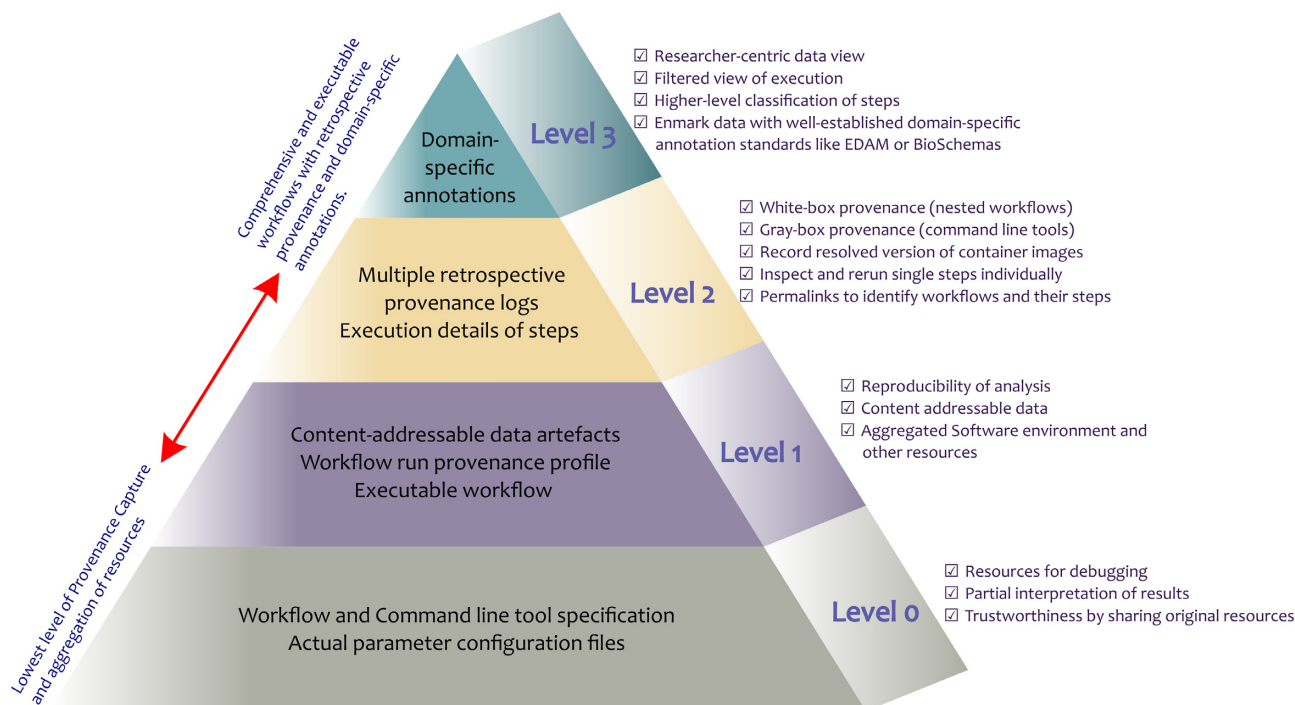 Comprehensive and executable
workflows with retrospective
provenance and domain-specific
annotations.
Domain-
specific
annotations
Level 3
☑ Researcher-centric data view
☑ Filtered view of execution
☑ Higher-level classification of steps
☑ Enmark data with well-established domain-specific
annotation standards like EDAM or BioSchemas
Multiple retrospective
provenance logs
Execution details of steps
Level 2
☑ White-box provenance (nested workflows)
☑ Gray-box provenance (command line tools)
☑ Record resolved version of container images
☑ Inspect and rerun single steps individually
☑ Permalinks to identify workflows and their steps
Content-addressable data artefacts
Workflow run provenance profile
Executable workflow
Level 1
☑ Reproducibility of analysis
☑ Content addressable data
☑ Aggregated Software environment and
other resources
Lowest level of Provenance Capture
and aggregation of resources
Workflow and Command line tool specification
Actual parameter configuration files
Level 0
☑ Resources for debugging
☑ Partial interpretation of results
☑ Trustworthiness by sharing original resources